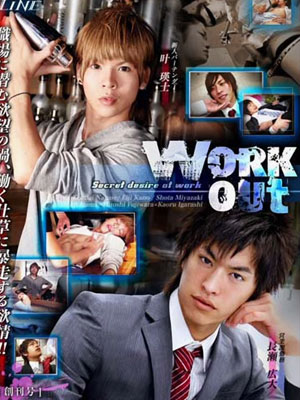 LINE
職場に潜む欲望の渦、働く仕草に暴走する欲情!!
新人バーテンダー
叶 瑛士
Work
Out
Secret desire of work
Shota Miyazaki
Kaoru Igarashi
長瀬 広大
創刊号!